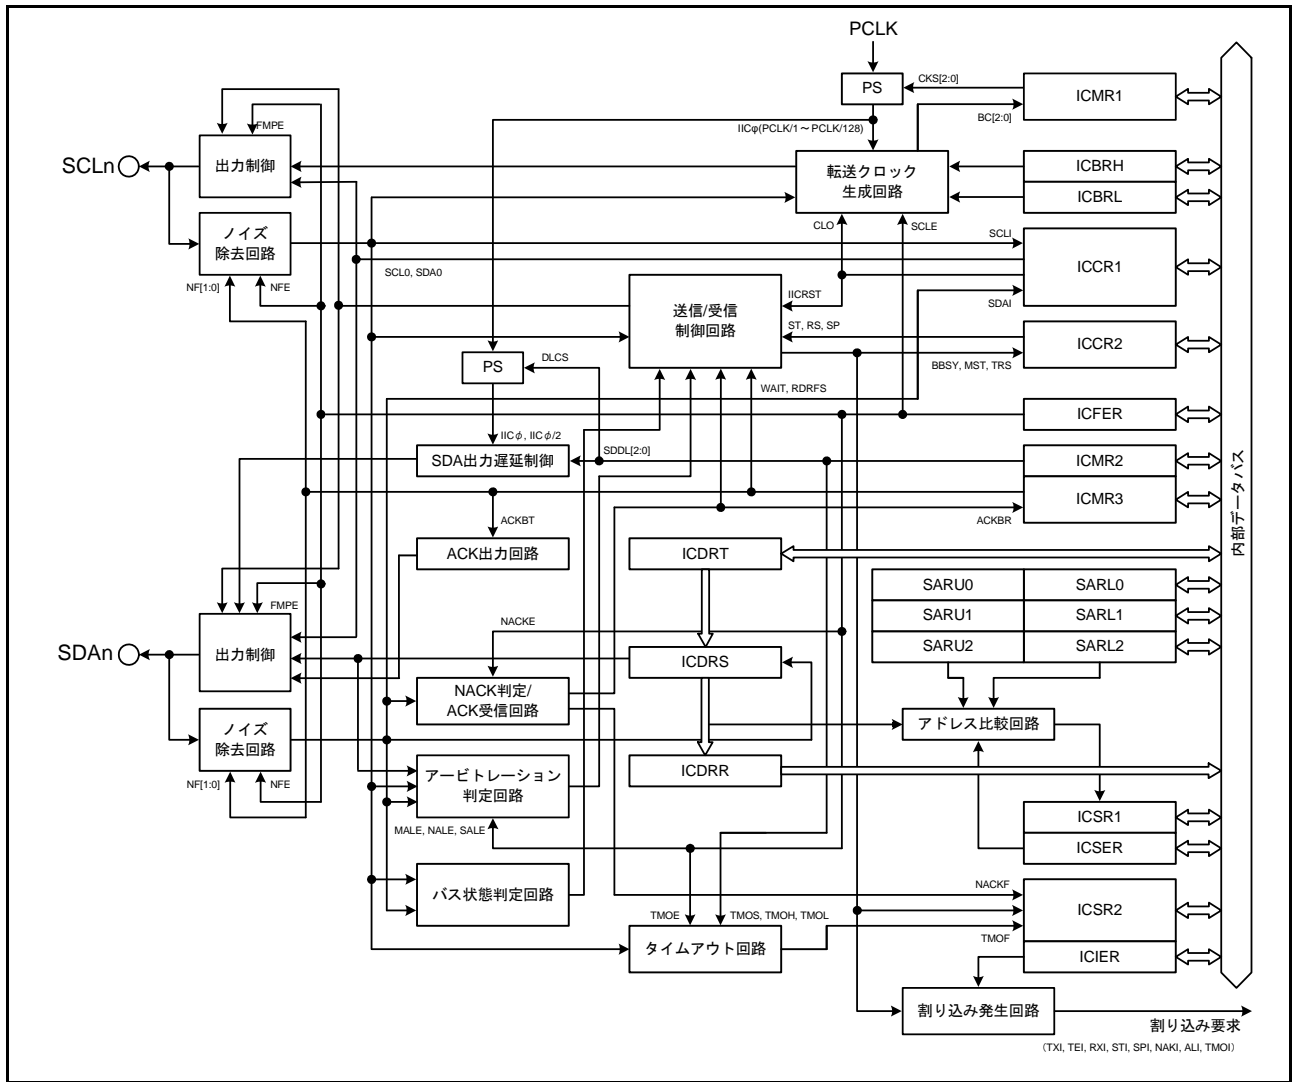 PCLK
PS
CKS[2:0]
ICMR1
BC[2:0]
IICφ(PCLK/1～PCLK/128)
FMPE
SCLn
出力制御
転送クロック
生成回路
ICBRH
ICBRL
ノイズ
除去回路
CLO
SCLE
SCLI
ICCR1
SCL0, SDA0
NF[1:0]
NFE
IICRST
SDAI
送信/受信
制御回路
ST, RS, SP
ICCR2
BBSY, MST, TRS
PS
DLCS
WAIT, RDRFS
ICFER
IICφ, IICφ/2
SDA出力遅延制御
SDDL[2:0]
ICMR2
ICMR3
ACKBT
ACKBR
ACK出力回路
ICDRT
内部データバス
SARU0
SARL0
SARU1
SARL1
SARU2
SARL2
FMPE
SDAn
出力制御
NACKE
ICDRS
NACK判定/
ACK受信回路
アドレス比較回路
ノイズ
除去回路
NF[1:0]
NFE
アービトレーション
判定回路
ICDRR
MALE, NALE, SALE
ICSR1
ICSER
バス状態判定回路
NACKF
ICSR2
TMOE
TMOS, TMOH, TMOL
タイムアウト回路
TMOF
ICIER
割り込み発生回路
割り込み要求
（TXI, TEI, RXI, STI, SPI, NAKI, ALI, TMOI）